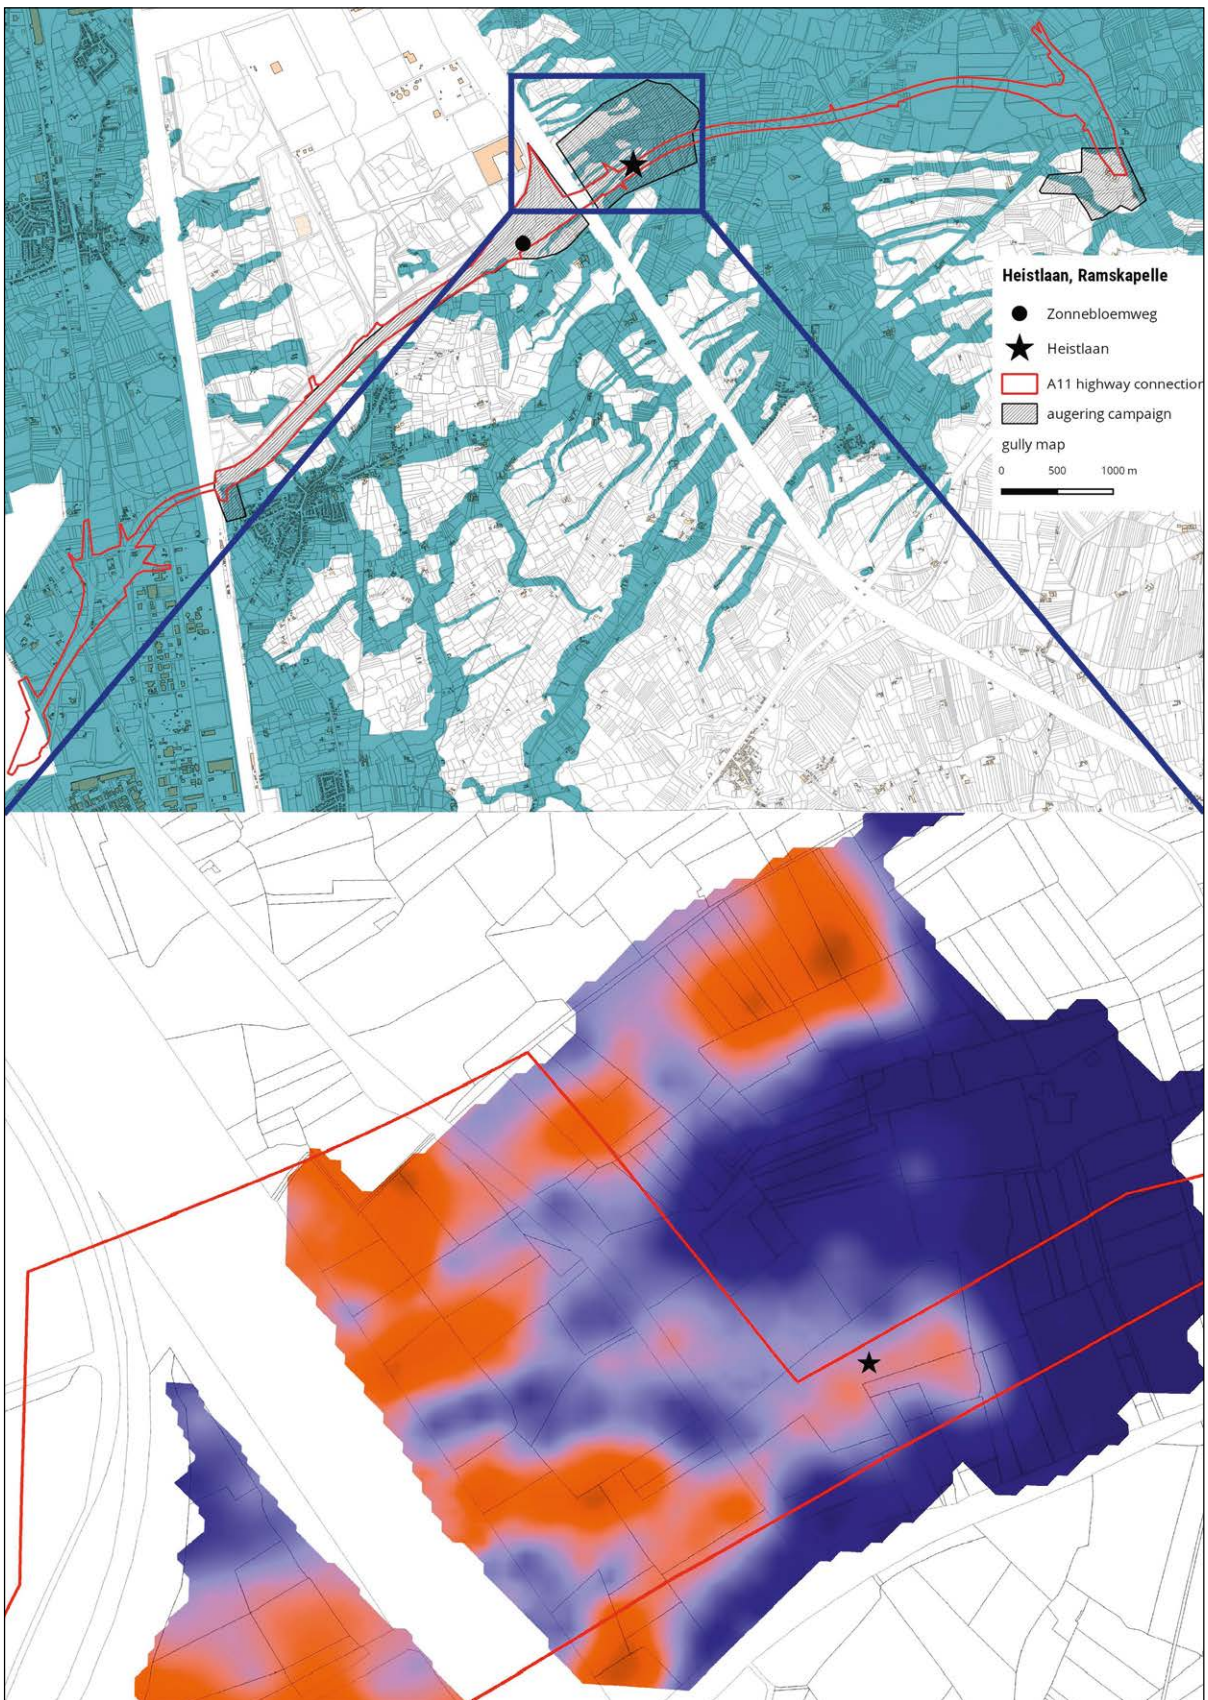 Heistlaan, Ramskapelle
Zonnebloemweg
Heistlaan
A11 highway connection
augering campaign
gully map
0 500 1000 m